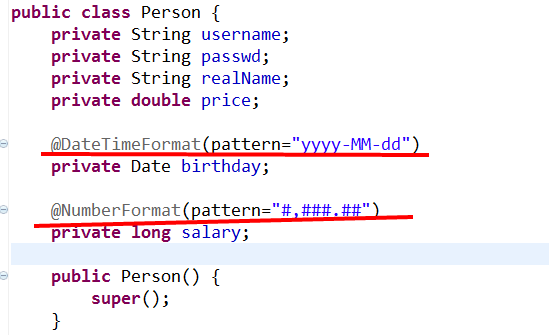 public class Person {
    private String username;
    private String passwd;
    private String realName;
    private double price;
    @DateTimeFormat(pattern="yyyy-MM-dd")
    private Date birthday;
    @NumberFormat(pattern="#,###.##")
    private long salary;
    public Person() {
        super();
    }